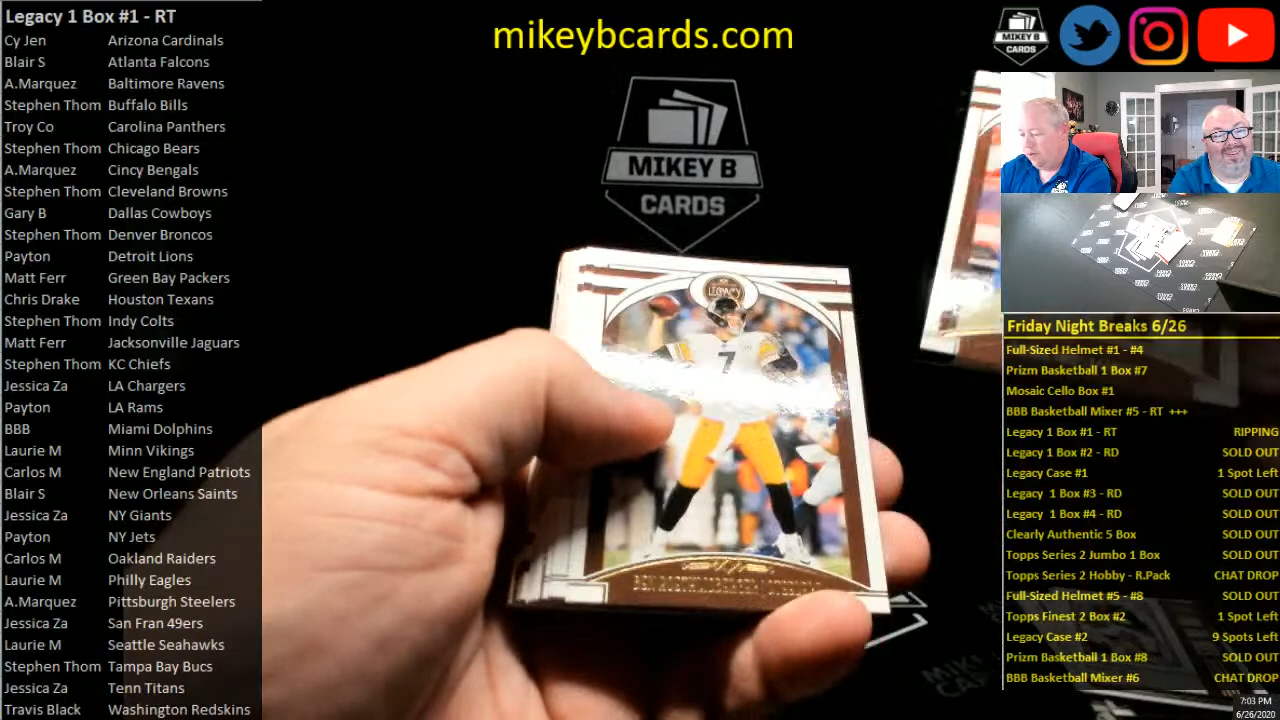 Legacy 1 Box #1 - RT
Cy Jen Arizona Cardinals
Blair S Atlanta Falcons
A.Marquez Baltimore Ravens
Stephen Thom Buffalo Bills
Troy Co Carolina Panthers
Stephen Thom Chicago Bears
A.Marquez Cincy Bengals
Stephen Thom Cleveland Browns
Gary B Dallas Cowboys
Stephen Thom Denver Broncos
Payton Detroit Lions
Matt Ferr Green Bay Packers
Chris Drake Houston Texans
Stephen Thom Indy Colts
Matt Ferr Jacksonville Jaguars
Stephen Thom KC Chiefs
Jessica Za LA Chargers
Payton LA Rams
BBB Miami Dolphins
Laurie M Minn Vikings
Carlos M New England Patriots
Blair S New Orleans Saints
Jessica Za NY Giants
Payton NY Jets
Carlos M Oakland Raiders
Laurie M Philly Eagles
A.Marquez Pittsburgh Steelers
Jessica Za San Fran 49ers
Laurie M Seattle Seahawks
Stephen Thom Tampa Bay Bucs
Jessica Za Tenn Titans
Travis Black Washington Redskins
mikeybcards.com
MIKEY B
CARDS
LEGACY
7
MIKEY B
CARDS
Friday Night Breaks 6/26
Full-Sized Helmet #1 - #4
Prizm Basketball 1 Box #7
Mosaic Cello Box #1
BBB Basketball Mixer #5 - RT +++
Legacy 1 Box #1 - RT RIPPING
Legacy 1 Box #2 - RD SOLD OUT
Legacy Case #1 1 Spot Left
Legacy 1 Box #3 - RD SOLD OUT
Legacy 1 Box #4 - RD SOLD OUT
Clearly Authentic 5 Box SOLD OUT
Topps Series 2 Jumbo 1 Box SOLD OUT
Topps Series 2 Hobby - R.Pack CHAT DROP
Full-Sized Helmet #5 - #8 SOLD OUT
Topps Finest 2 Box #2 1 Spot Left
Legacy Case #2 9 Spots Left
Prizm Basketball 1 Box #8 SOLD OUT
BBB Basketball Mixer #6 CHAT DROP
7:03 PM
6/26/2020